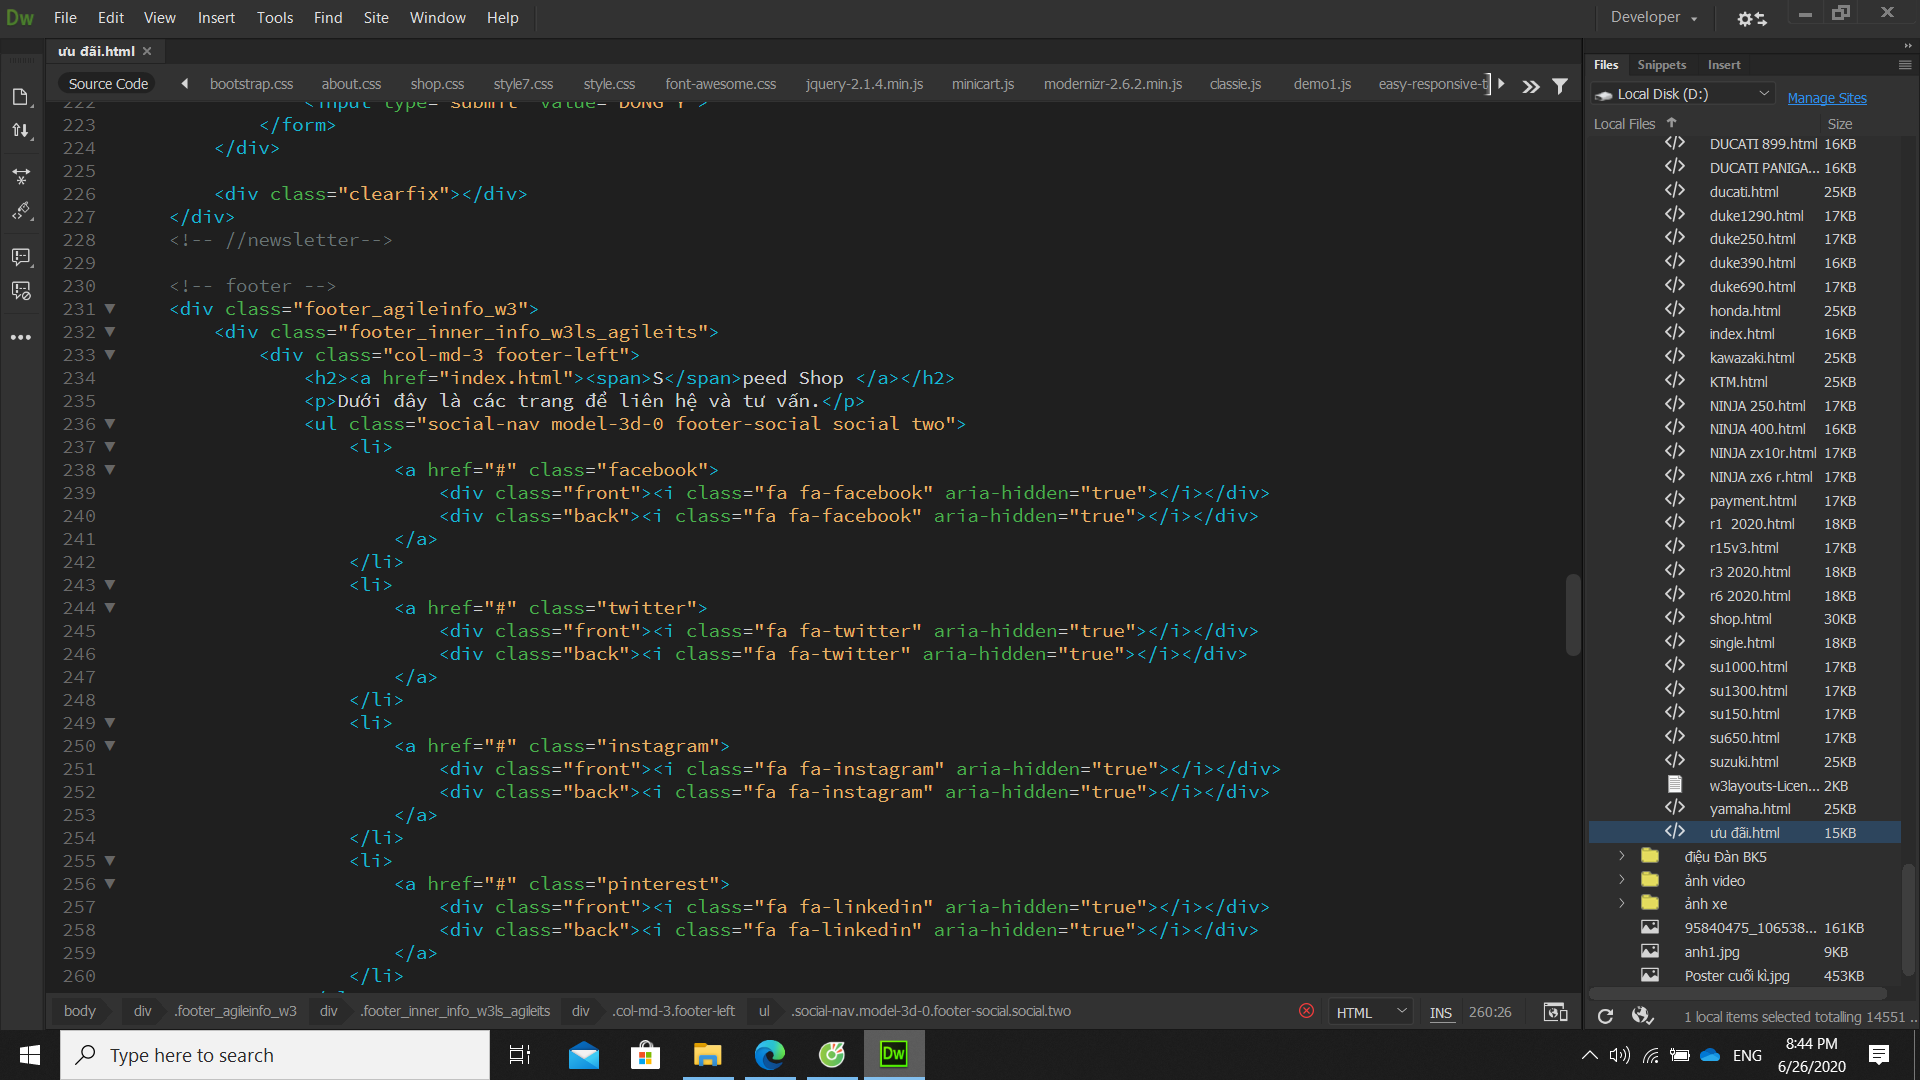 Dw File Edit View Insert Tools Find Site Window Help Developer
ưu đãi.html
Source Code bootstrap.css about.css shop.css style7.css style.css font-awesome.css jquery-2.1.4.min.js minicart.js modernizr-2.6.2.min.js classie.js demo1.js easy-responsive-t
222 <input type="submit" value="ĐỒNG Ý">
223 </form>
224 </div>
225
226 <div class="clearfix"></div>
227 </div>
228 <!-- //newsletter-->
229
230 <!-- footer -->
231 <div class="footer_agileinfo_w3">
232 <div class="footer_inner_info_w3ls_agileits">
233 <div class="col-md-3 footer-left">
234 <h2><a href="index.html"><span>S</span>peed Shop </a></h2>
235 <p>Dưới đây là các trang để liên hệ và tư vấn.</p>
236 <ul class="social-nav model-3d-0 footer-social social two">
237 <li>
238 <a href="#" class="facebook">
239 <div class="front"><i class="fa fa-facebook" aria-hidden="true"></i></div>
240 <div class="back"><i class="fa fa-facebook" aria-hidden="true"></i></div>
241 </a>
242 </li>
243 <li>
244 <a href="#" class="twitter">
245 <div class="front"><i class="fa fa-twitter" aria-hidden="true"></i></div>
246 <div class="back"><i class="fa fa-twitter" aria-hidden="true"></i></div>
247 </a>
248 </li>
249 <li>
250 <a href="#" class="instagram">
251 <div class="front"><i class="fa fa-instagram" aria-hidden="true"></i></div>
252 <div class="back"><i class="fa fa-instagram" aria-hidden="true"></i></div>
253 </a>
254 </li>
255 <li>
256 <a href="#" class="pinterest">
257 <div class="front"><i class="fa fa-linkedin" aria-hidden="true"></i></div>
258 <div class="back"><i class="fa fa-linkedin" aria-hidden="true"></i></div>
259 </a>
260 </li>
body div .footer_agileinfo_w3 div .footer_inner_info_w3ls_agileits div .col-md-3.footer-left ul .social-nav.model-3d-0.footer-social.social.two HTML INS 260:26
Files Snippets Insert
Local Disk (D:) Manage Sites
Local Files Size
DUCATI 899.html 16KB
DUCATI PANIGA... 16KB
ducati.html 25KB
duke1290.html 17KB
duke250.html 17KB
duke390.html 16KB
duke690.html 17KB
honda.html 25KB
index.html 16KB
kawazaki.html 25KB
KTM.html 25KB
NINJA 250.html 17KB
NINJA 400.html 16KB
NINJA zx10r.html 17KB
NINJA zx6 r.html 17KB
payment.html 17KB
r1 2020.html 18KB
r15v3.html 17KB
r3 2020.html 18KB
r6 2020.html 18KB
shop.html 30KB
single.html 18KB
su1000.html 17KB
su1300.html 17KB
su150.html 17KB
su650.html 17KB
suzuki.html 25KB
w3layouts-Licen... 2KB
yamaha.html 25KB
ưu đãi.html 15KB
điệu Đàn BK5
ảnh video
ảnh xe
95840475_106538... 161KB
anh1.jpg 9KB
Poster cuối kì.jpg 453KB
1 local items selected totalling 14551 ..
Type here to search
Dw
ENG
8:44 PM
6/26/2020